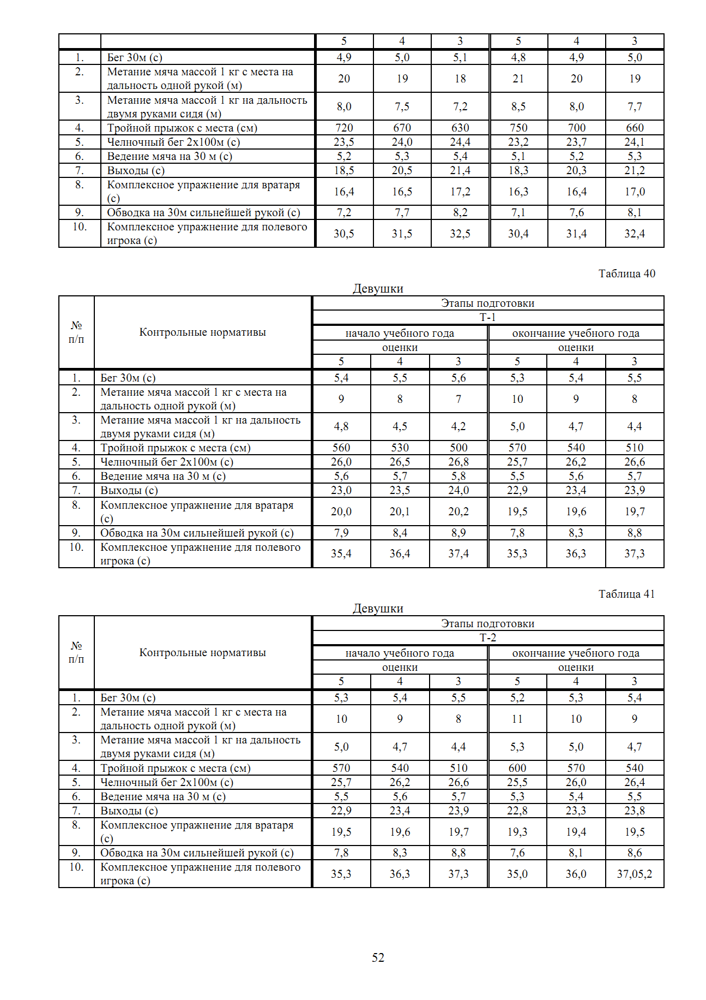 5 4 3 5 4 3
1. Бег 30м (с) 4,9 5,0 5,1 4,8 4,9 5,0
2. Метание мяча массой 1 кг с места на
дальность одной рукой (м) 20 19 18 21 20 19
3. Метание мяча массой 1 кг на дальность
двумя руками сидя (м) 8,0 7,5 7,2 8,5 8,0 7,7
4. Тройной прыжок с места (см) 720 670 630 750 700 660
5. Челночный бег 2х100м (с) 23,5 24,0 24,4 23,2 23,7 24,1
6. Ведение мяча на 30 м (с) 5,2 5,3 5,4 5,1 5,2 5,3
7. Выходы (с) 18,5 20,5 21,4 18,3 20,3 21,2
8. Комплексное упражнение для вратаря
(с) 16,4 16,5 17,2 16,3 16,4 17,0
9. Обводка на 30м сильнейшей рукой (с) 7,2 7,7 8,2 7,1 7,6 8,1
10. Комплексное упражнение для полевого
игрока (с) 30,5 31,5 32,5 30,4 31,4 32,4
Таблица 40
Девушки
№
п/п
Контрольные нормативы
Этапы подготовки
Т-1
начало учебного года окончание учебного года
оценки оценки
5 4 3 5 4 3
1. Бег 30м (с) 5,4 5,5 5,6 5,3 5,4 5,5
2. Метание мяча массой 1 кг с места на
дальность одной рукой (м) 9 8 7 10 9 8
3. Метание мяча массой 1 кг на дальность
двумя руками сидя (м) 4,8 4,5 4,2 5,0 4,7 4,4
4. Тройной прыжок с места (см) 560 530 500 570 540 510
5. Челночный бег 2х100м (с) 26,0 26,5 26,8 25,7 26,2 26,6
6. Ведение мяча на 30 м (с) 5,6 5,7 5,8 5,5 5,6 5,7
7. Выходы (с) 23,0 23,5 24,0 22,9 23,4 23,9
8. Комплексное упражнение для вратаря
(с) 20,0 20,1 20,2 19,5 19,6 19,7
9. Обводка на 30м сильнейшей рукой (с) 7,9 8,4 8,9 7,8 8,3 8,8
10. Комплексное упражнение для полевого
игрока (с) 35,4 36,4 37,4 35,3 36,3 37,3
Таблица 41
Девушки
№
п/п
Контрольные нормативы
Этапы подготовки
Т-2
начало учебного года окончание учебного года
оценки оценки
5 4 3 5 4 3
1. Бег 30м (с) 5,3 5,4 5,5 5,2 5,3 5,4
2. Метание мяча массой 1 кг с места на
дальность одной рукой (м) 10 9 8 11 10 9
3. Метание мяча массой 1 кг на дальность
двумя руками сидя (м) 5,0 4,7 4,4 5,3 5,0 4,7
4. Тройной прыжок с места (см) 570 540 510 600 570 540
5. Челночный бег 2х100м (с) 25,7 26,2 26,6 25,5 26,0 26,4
6. Ведение мяча на 30 м (с) 5,5 5,6 5,7 5,3 5,4 5,5
7. Выходы (с) 22,9 23,4 23,9 22,8 23,3 23,8
8. Комплексное упражнение для вратаря
(с) 19,5 19,6 19,7 19,3 19,4 19,5
9. Обводка на 30м сильнейшей рукой (с) 7,8 8,3 8,8 7,6 8,1 8,6
10. Комплексное упражнение для полевого
игрока (с) 35,3 36,3 37,3 35,0 36,0 37,05,2
52